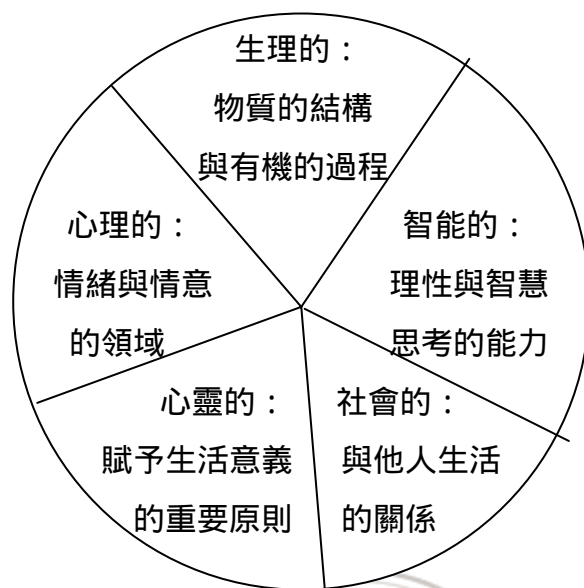 生理的：
物質的結構
與有機的過程
智能的：
理性與智慧
思考的能力
社會的：
與他人生活
的關係
心靈的：
賦予生活意義
的重要原則
心理的：
情緒與情意
的領域